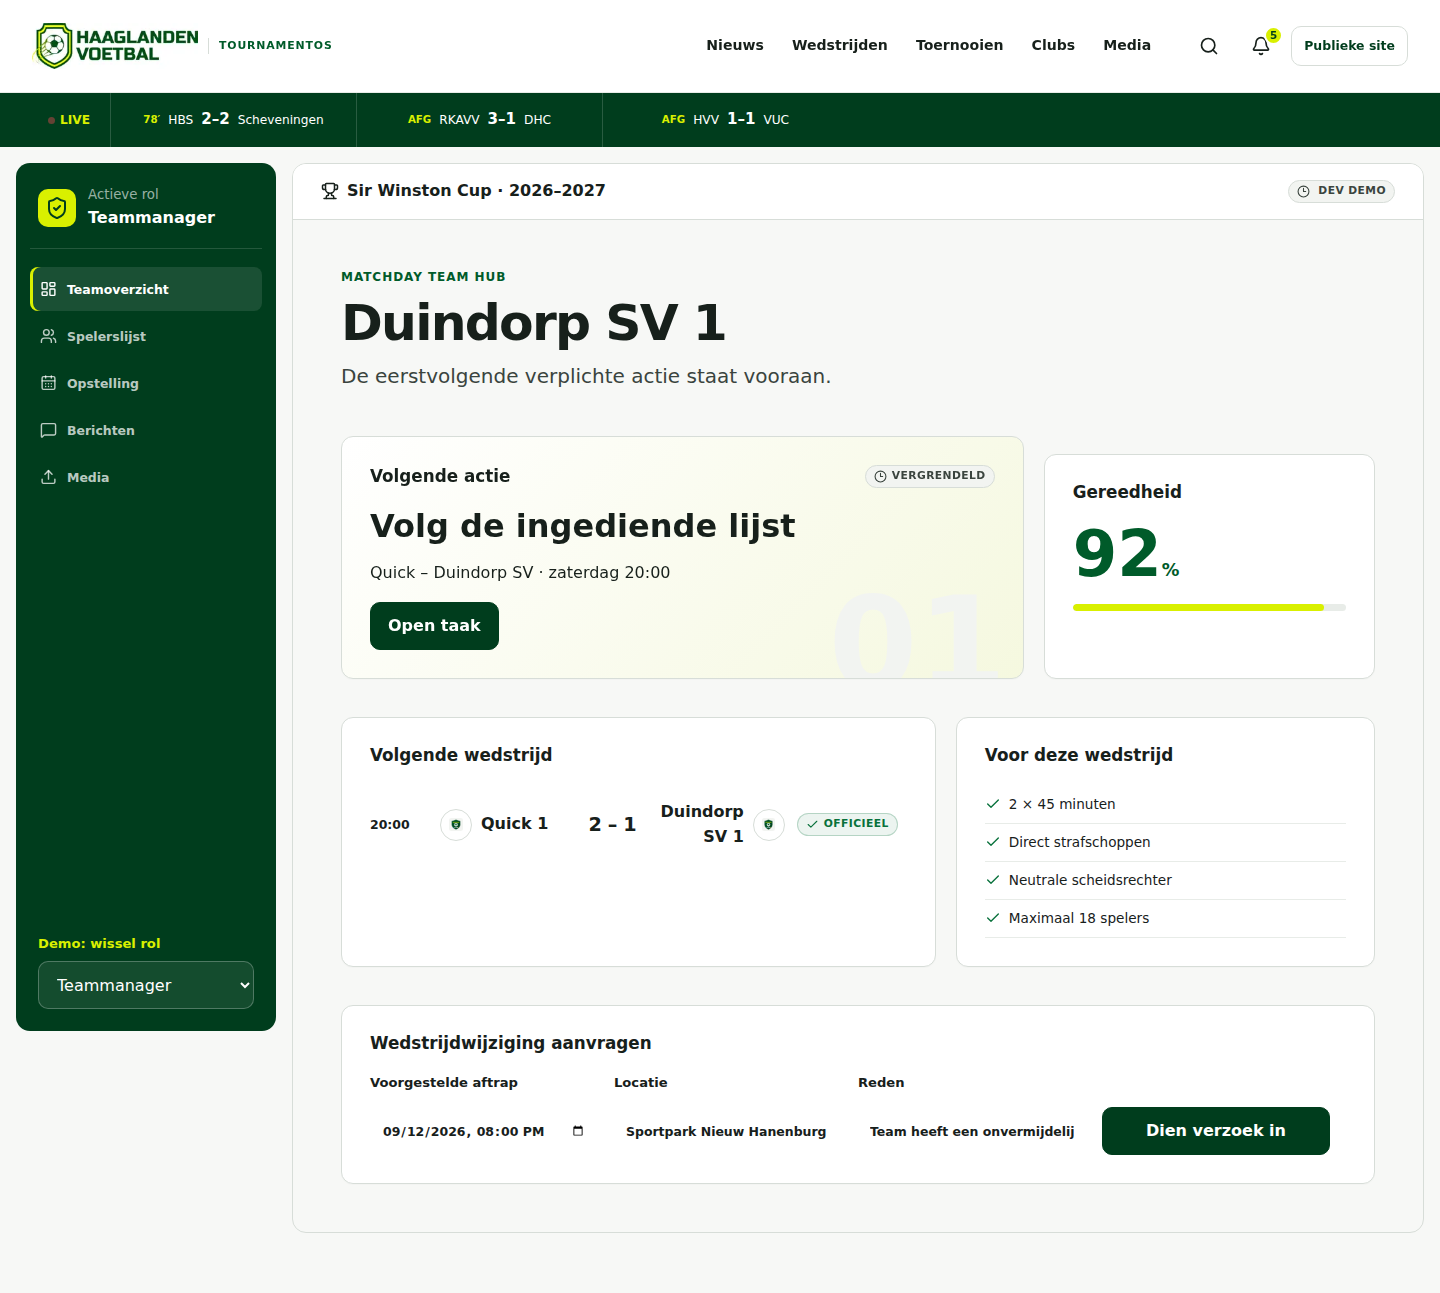 HAAGLANDEN
VOETBAL
TOURNAMENTOS
Nieuws
Wedstrijden
Toernooien
Clubs
Media
5
Publieke site
LIVE
78' HBS 2–2 Scheveningen
AFG RKAVV 3–1 DHC
AFG HVV 1–1 VUC
Actieve rol
Teammanager
Teamoverzicht
Spelerslijst
Opstelling
Berichten
Media
Demo: wissel rol
Teammanager
Sir Winston Cup · 2026–2027
DEV DEMO
MATCHDAY TEAM HUB
Duindorp SV 1
De eerstvolgende verplichte actie staat vooraan.
Volgende actie
VERGRENDELD
Volg de ingediende lijst
Quick – Duindorp SV · zaterdag 20:00
Open taak
01
Gereedheid
92%
Volgende wedstrijd
20:00
Quick 1
2 – 1
Duindorp
SV 1
OFFICIEEL
Voor deze wedstrijd
2 × 45 minuten
Direct strafschoppen
Neutrale scheidsrechter
Maximaal 18 spelers
Wedstrijdwijziging aanvragen
Voorgestelde aftrap
Locatie
Reden
09/12/2026, 08:00 PM
Sportpark Nieuw Hanenburg
Team heeft een onvermijdelij
Dien verzoek in